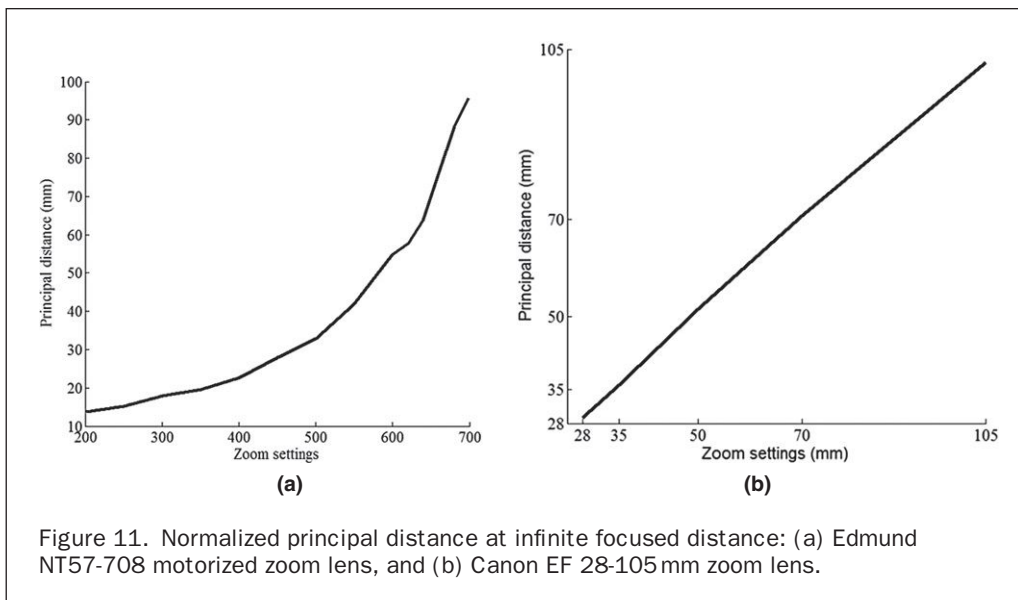 100
90
80
70
60
50
40
30
20
10
Principal distance (mm)
200 300 400 500 600 700
Zoom settings
(a)
105
70
50
35
28
Principal distance (mm)
28 35 50 70 105
Zoom settings (mm)
(b)
Figure 11. Normalized principal distance at infinite focused distance: (a) Edmund
NT57-708 motorized zoom lens, and (b) Canon EF 28-105 mm zoom lens.